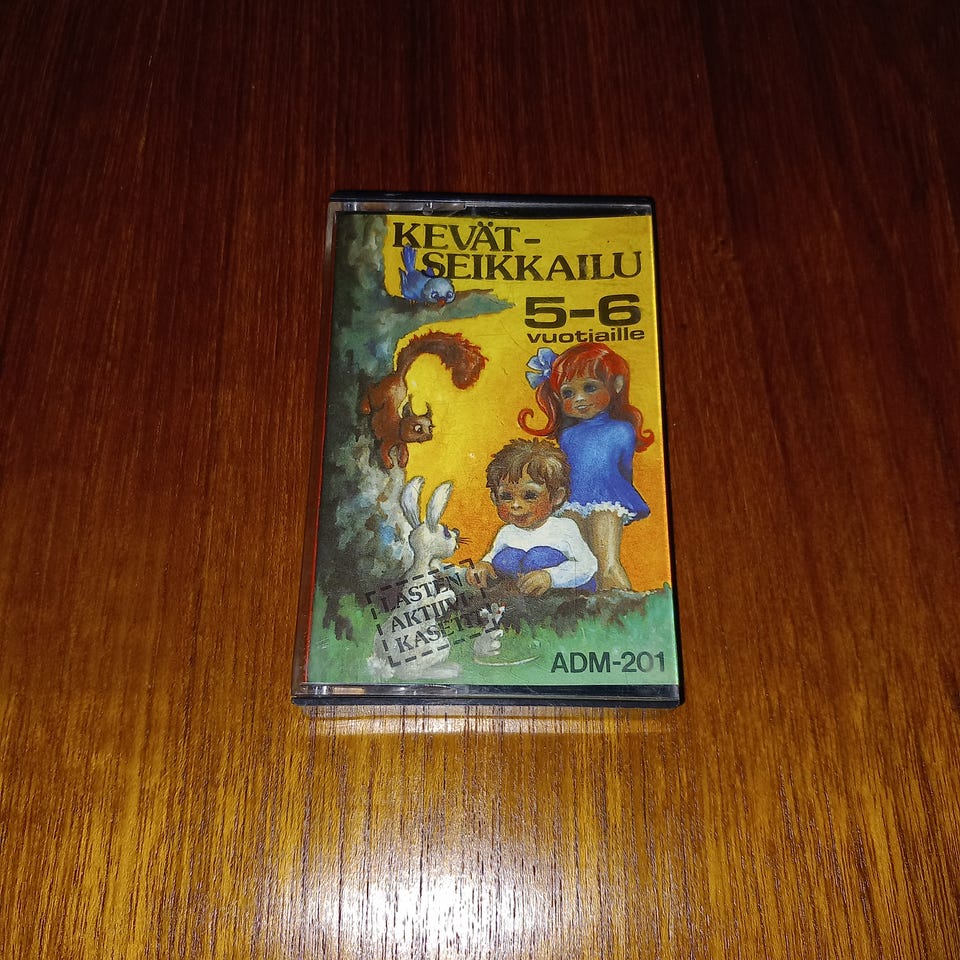 KEVÄT-
SEIKKAILU
5-6
vuotiaille
LASTEN
AKTIIVI-
KASETTI
ADM-201